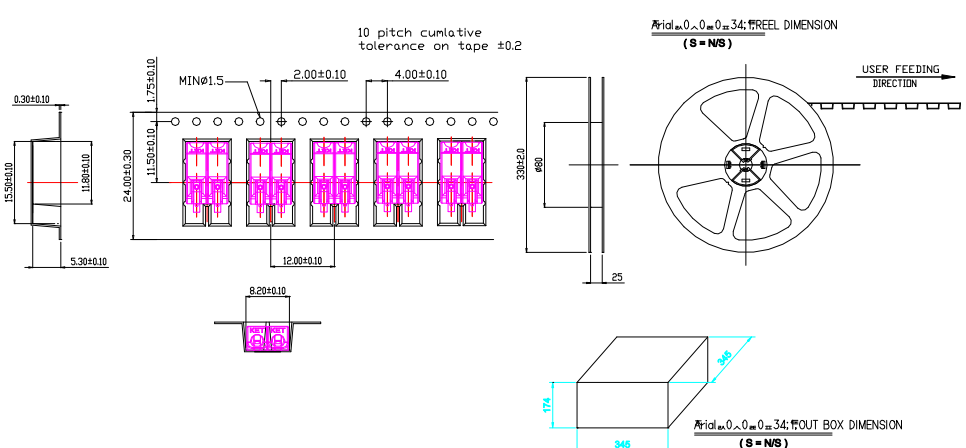 10 pitch cumlative
tolerance on tape ±0.2
REEL DIMENSION
( S = N/S )
USER FEEDING
DIRECTION
MINø1.5
2.00±0.10
4.00±0.10
1.75±0.10
0.30±0.10
11.50±0.10
24.00±0.30
15.50±0.10
11.80±0.10
5.30±0.10
12.00±0.10
330±2.0
ø80
25
8.20±0.10
KET KET
345
174
345
OUT BOX DIMENSION
( S = N/S )